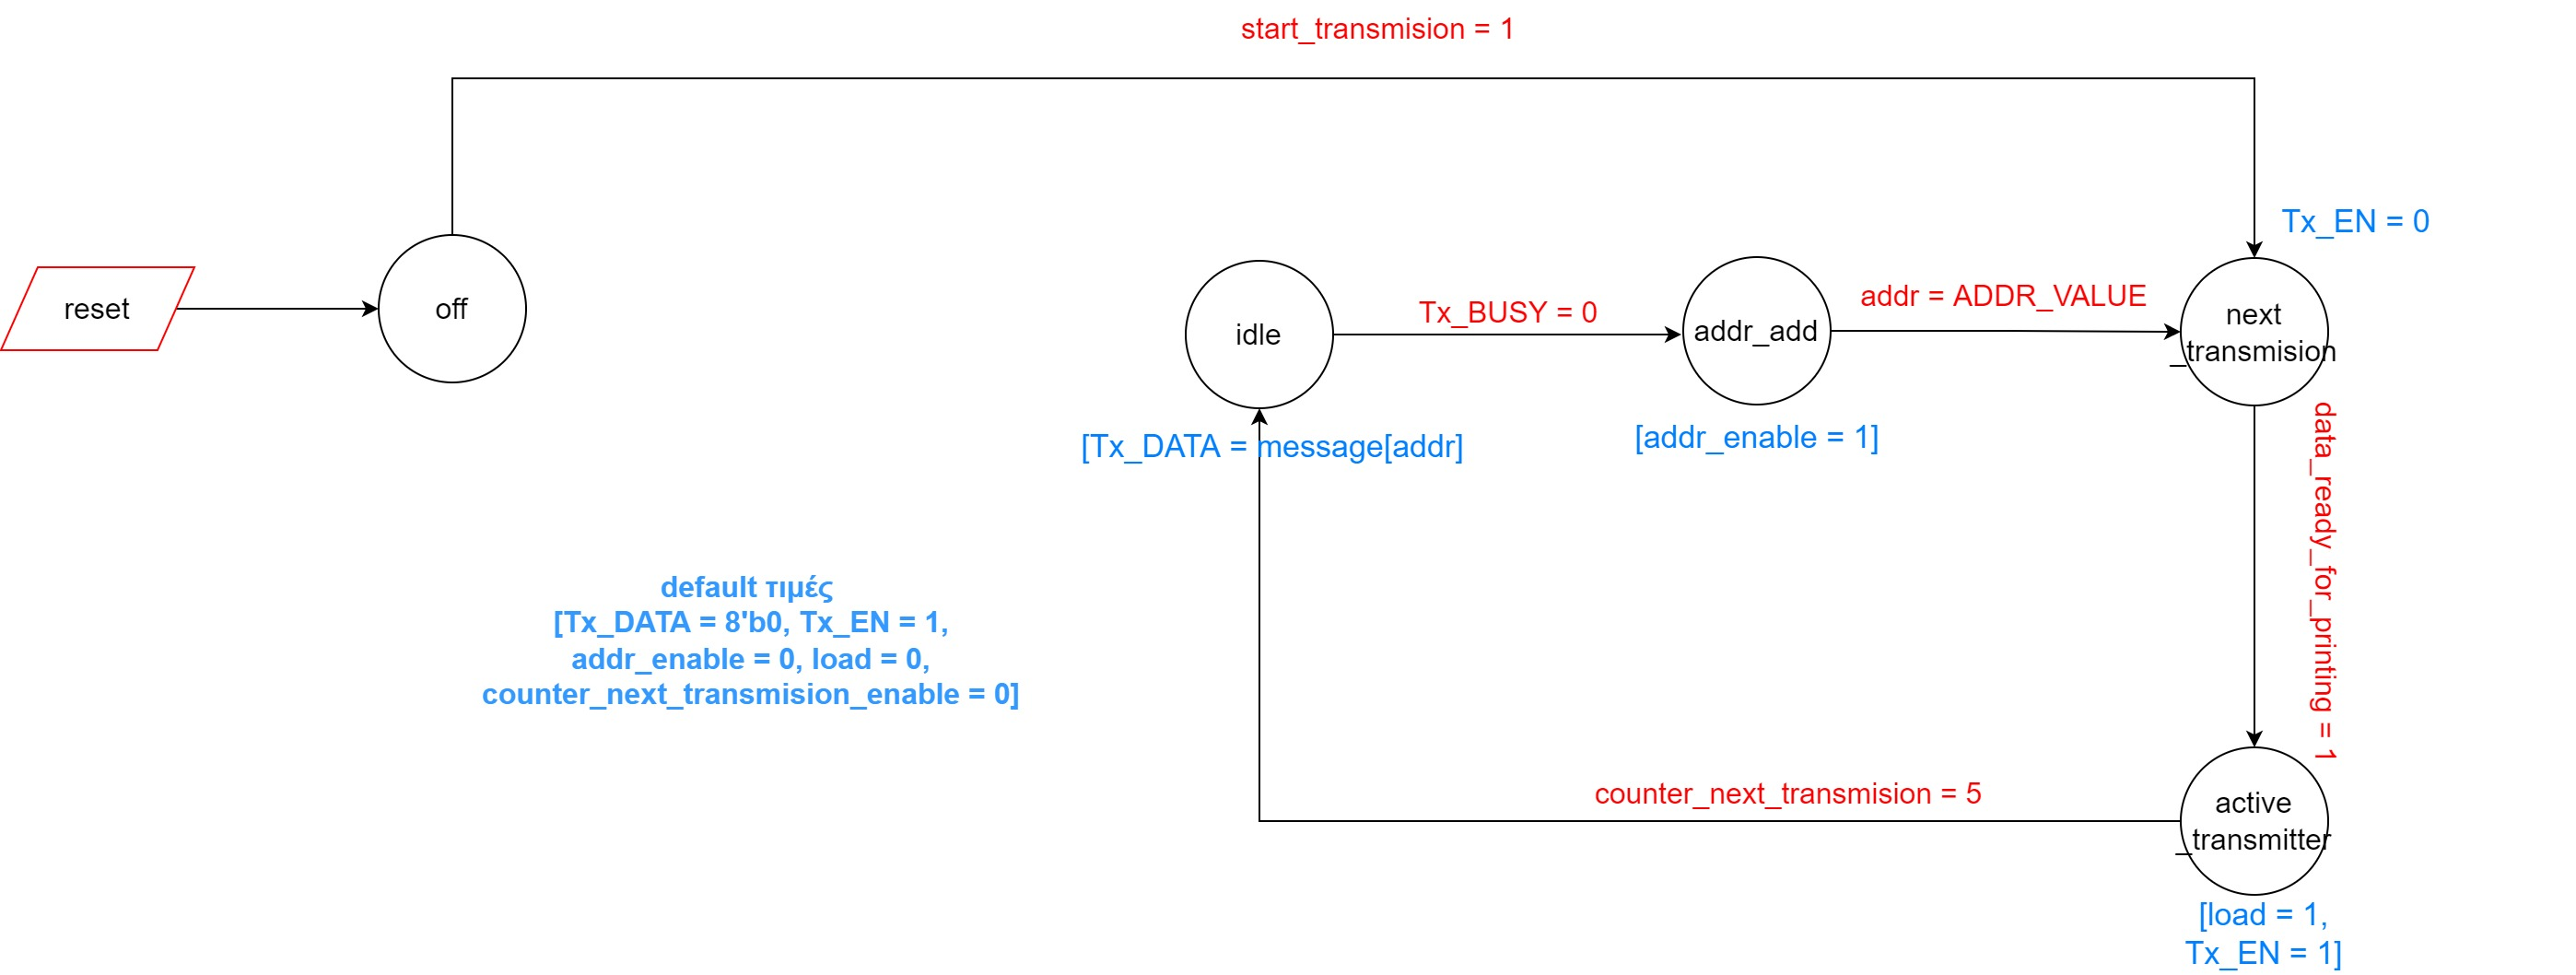 start_transmision = 1
Tx_EN = 0
reset
off
idle
Tx_BUSY = 0
addr_add
addr = ADDR_VALUE
next
_transmision
[Tx_DATA = message[addr]
[addr_enable = 1]
data_ready_for_printing = 1
default τιμές
[Tx_DATA = 8'b0, Tx_EN = 1,
addr_enable = 0, load = 0,
counter_next_transmision_enable = 0]
counter_next_transmision = 5
active
_transmitter
[load = 1,
Tx_EN = 1]